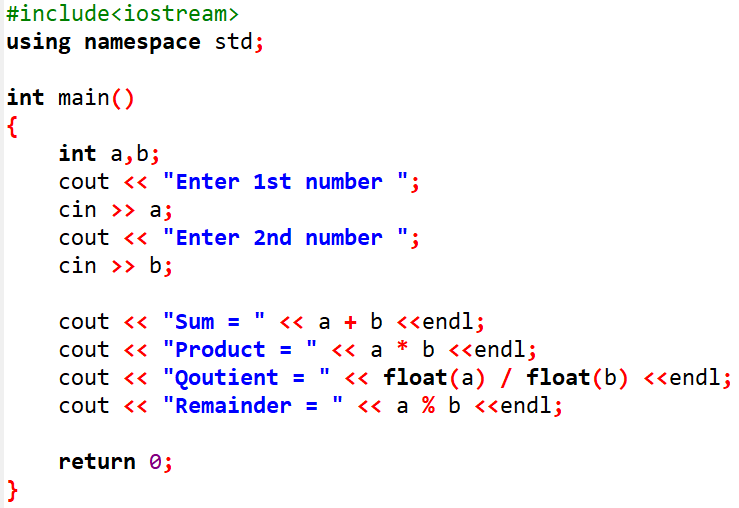 #include<iostream>
using namespace std;
int main()
{
int a,b;
cout << "Enter 1st number ";
cin >> a;
cout << "Enter 2nd number ";
cin >> b;
cout << "Sum = " << a + b <<endl;
cout << "Product = " << a * b <<endl;
cout << "Qoutient = " << float(a) / float(b) <<endl;
cout << "Remainder = " << a % b <<endl;
return 0;
}